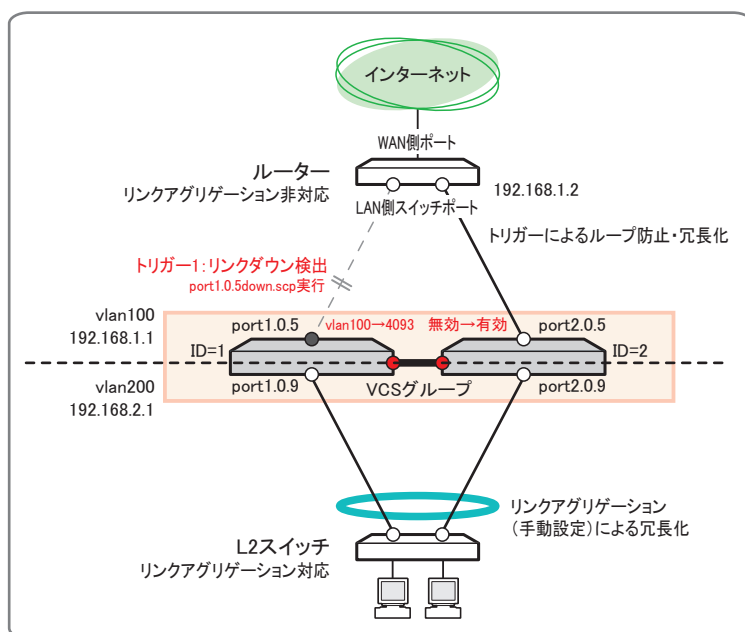 インターネット
WAN側ポート
ルーター
リンクアグリゲーション非対応
192.168.1.2
LAN側スイッチポート
トリガーによるループ防止・冗長化
トリガー1:リンクダウン検出
port1.0.5down.scp実行
vlan100
192.168.1.1
port1.0.5
vlan100→4093 無効→有効
port2.0.5
ID=1
ID=2
vlan200
192.168.2.1
port1.0.9
VCSグループ
port2.0.9
リンクアグリゲーション
(手動設定)による冗長化
L2スイッチ
リンクアグリゲーション対応